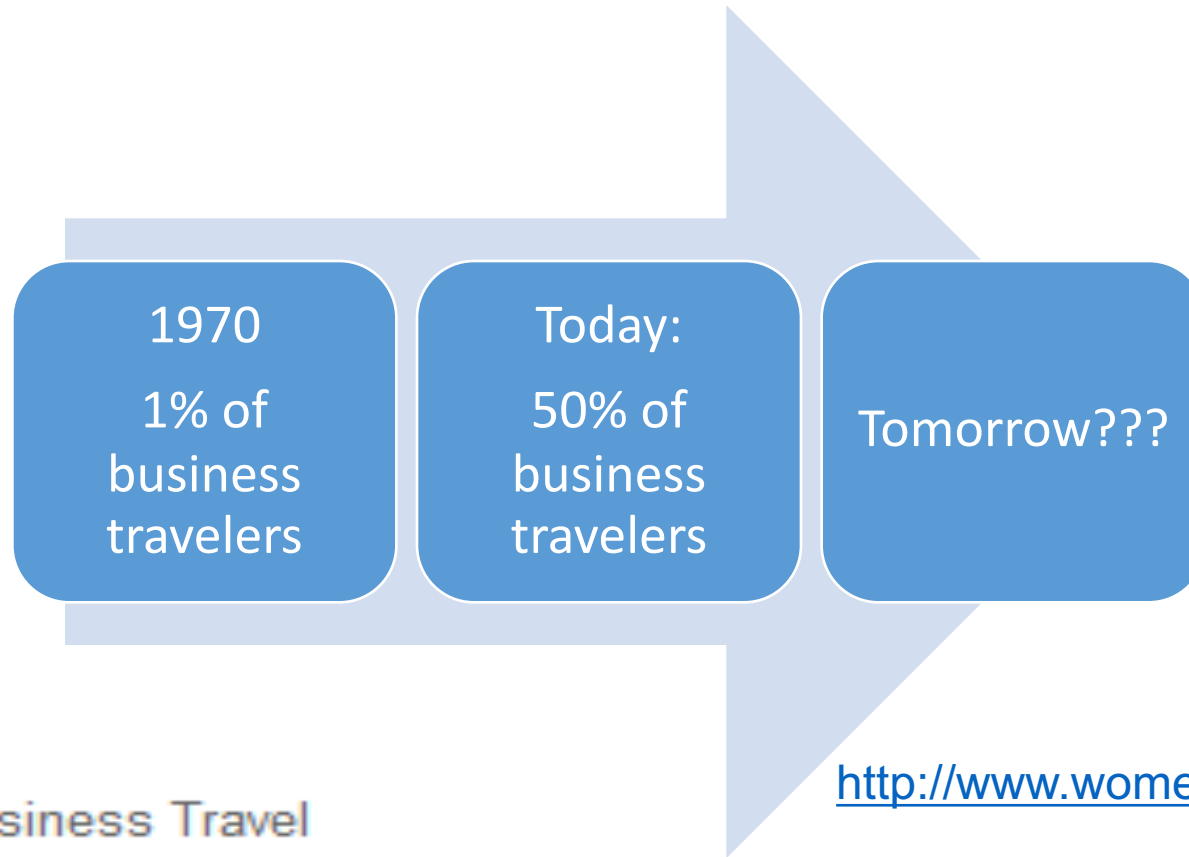 1970
1% of
business
travelers
Today:
50% of
business
travelers
Tomorrow???
http://www.wome
siness Travel